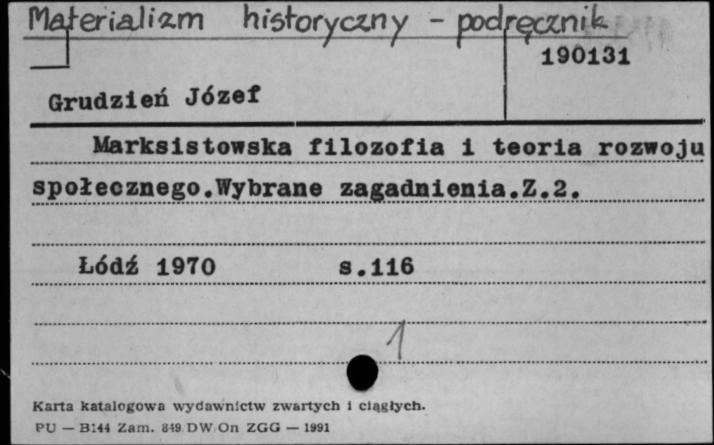 Materializm historyczny - podręcznik
190131
Grudzień Józef
Marksistowska filozofia i teoria rozwoju
społecznego.Wybrane zagadnienia.Z.2.
Łódź 1970 s.116
1
Karta katalogowa wydawnictw zwartych i ciągłych.
PU — B144 Zam. 849 DW On ZGG — 1991